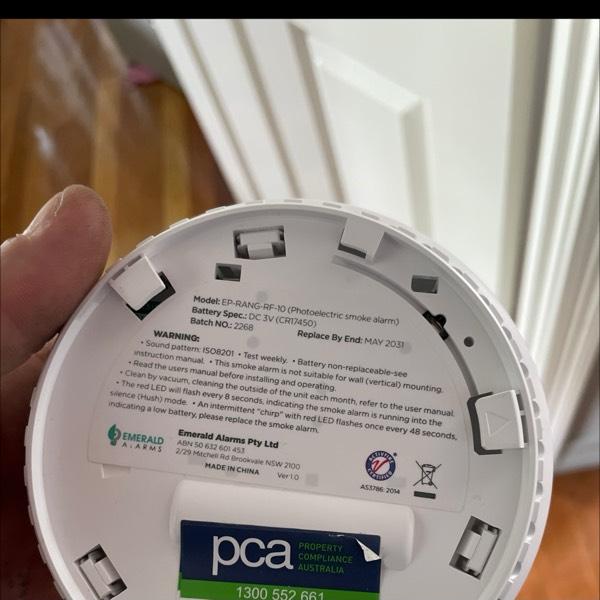 Model: EP-RANG-RF-10 (Photoelectric smoke alarm)
Battery Spec.: DC 3V (CR17450)
Batch NO.: 2268 Replace By End: MAY 2031
WARNING:
• Sound pattern: ISO8201 • Test weekly. • Battery non-replaceable-see
instruction manual. • This smoke alarm is not suitable for wall (vertical) mounting.
• Read the users manual before installing and operating.
• Clean by vacuum, cleaning the outside of the unit each month, refer to the user manual.
• The red LED will flash every 8 seconds, indicating the smoke alarm is running into the
silence (Hush) mode. • An intermittent "chirp" with red LED flashes once every 48 seconds,
indicating a low battery, please replace the smoke alarm.
EMERALD
ALARMS
Emerald Alarms Pty Ltd
ABN 50 632 601 453
2/29 Mitchell Rd Brookvale NSW 2100
MADE IN CHINA Ver1.0
ACTIVFIRE
AS3786: 2014
pca
PROPERTY
COMPLIANCE
AUSTRALIA
1300 552 661